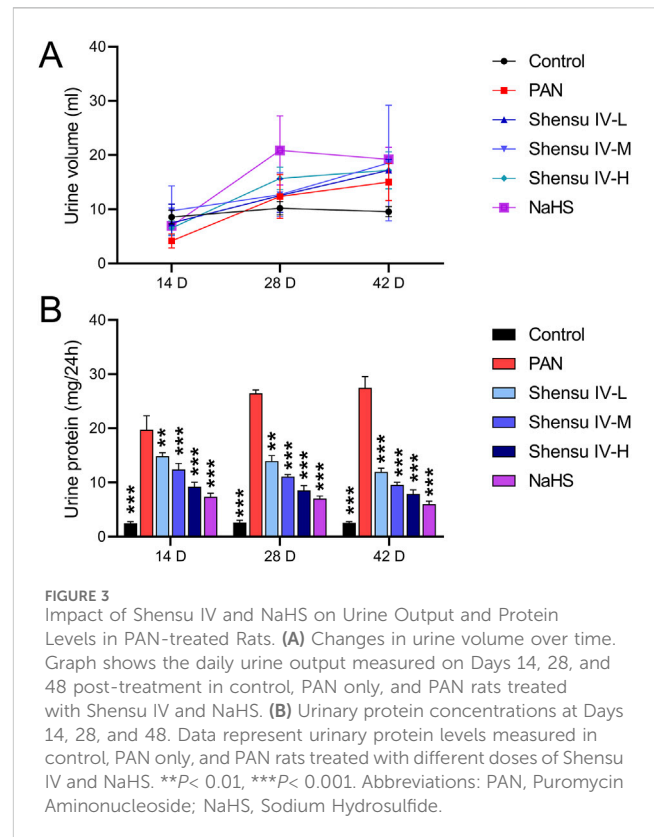 A
Urine volume (ml)
40
30
20
10
0
14 D
28 D
42 D
Control
PAN
Shensu IV-L
Shensu IV-M
Shensu IV-H
NaHS
B
Urine protein (mg/24h)
40
30
20
10
0
***
**
***
***
***
***
**
***
***
***
***
***
***
***
***
14 D
28 D
42 D
Control
PAN
Shensu IV-L
Shensu IV-M
Shensu IV-H
NaHS
FIGURE 3
Impact of Shensu IV and NaHS on Urine Output and Protein
Levels in PAN-treated Rats. (A) Changes in urine volume over time.
Graph shows the daily urine output measured on Days 14, 28, and
48 post-treatment in control, PAN only, and PAN rats treated
with Shensu IV and NaHS. (B) Urinary protein concentrations at Days
14, 28, and 48. Data represent urinary protein levels measured in
control, PAN only, and PAN rats treated with different doses of Shensu
IV and NaHS. **P< 0.01, ***P< 0.001. Abbreviations: PAN, Puromycin
Aminonucleoside; NaHS, Sodium Hydrosulfide.